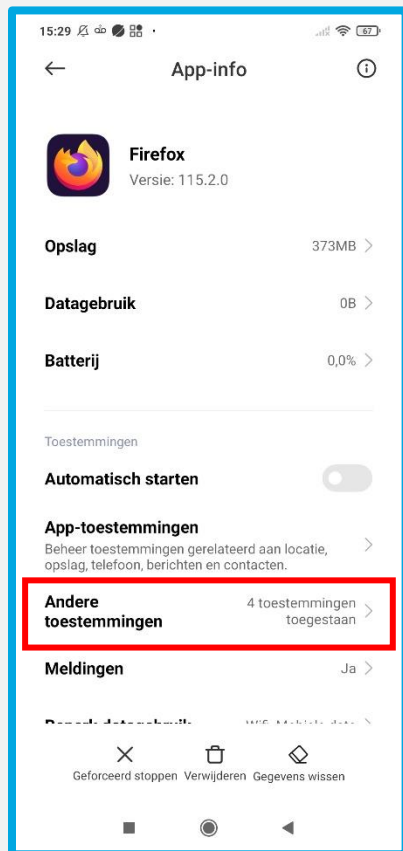 15:29
67
App-info
Firefox
Versie: 115.2.0
Opslag 373MB
Datagebruik 0B
Batterij 0,0%
Toestemmingen
Automatisch starten
App-toestemmingen
Beheer toestemmingen gerelateerd aan locatie,
opslag, telefoon, berichten en contacten.
Andere 4 toestemmingen
toestemmingen toegestaan
Meldingen Ja
Geforceerd stoppen Verwijderen Gegevens wissen